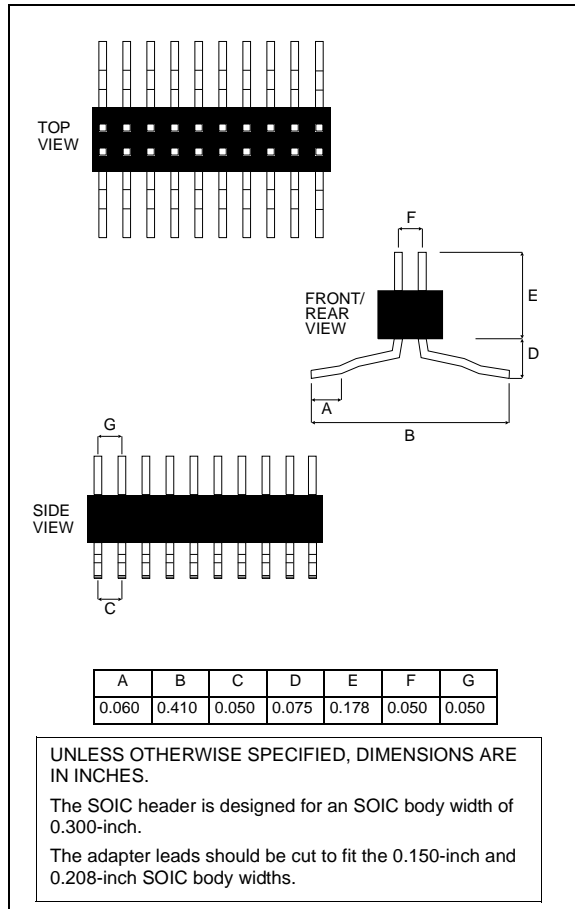 TOP
VIEW
F
FRONT/
REAR
VIEW
E
D
A
B
G
SIDE
VIEW
C
A B C D E F G
0.060 0.410 0.050 0.075 0.178 0.050 0.050
UNLESS OTHERWISE SPECIFIED, DIMENSIONS ARE
IN INCHES.
The SOIC header is designed for an SOIC body width of
0.300-inch.
The adapter leads should be cut to fit the 0.150-inch and
0.208-inch SOIC body widths.